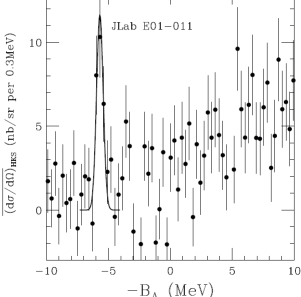 JLab E01-011
10
5
0
(dσ/dΩ)HKS (nb/sr per 0.3MeV)
−10 −5 0 5 10
−BΛ (MeV)